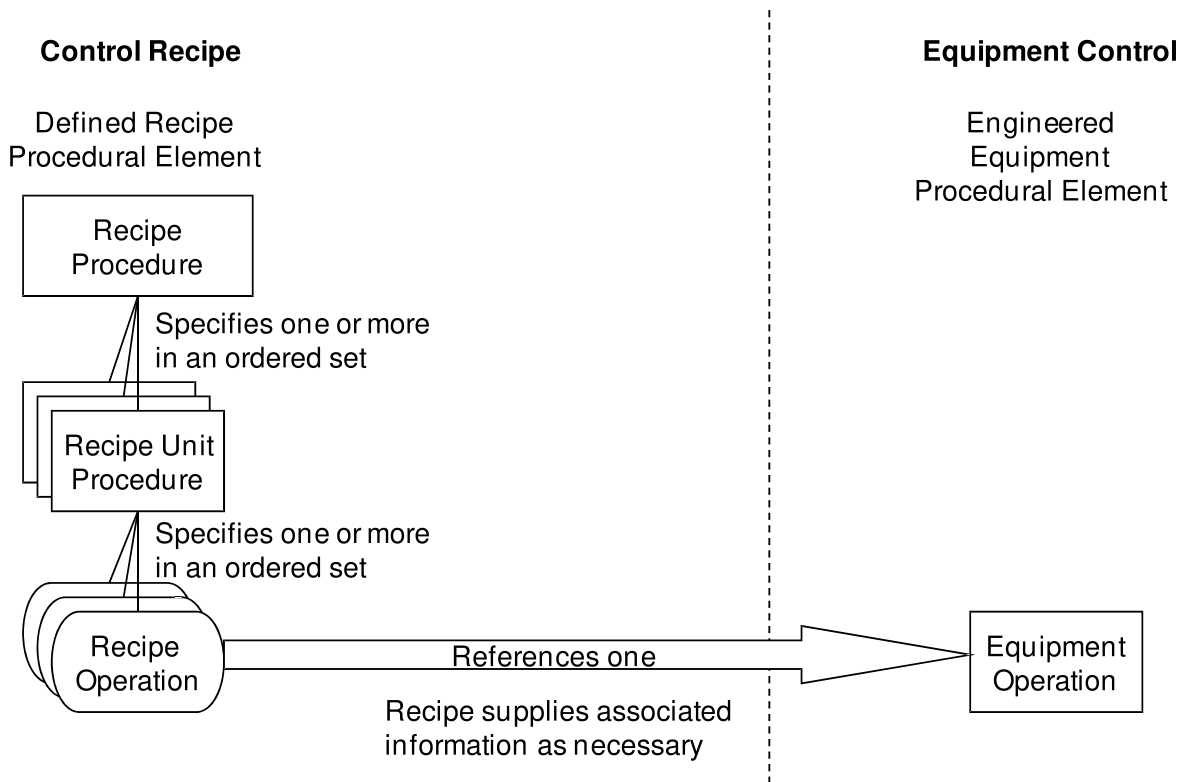 Control Recipe
Equipment Control
Defined Recipe
Procedural Element
Engineered
Equipment
Procedural Element
Recipe
Procedure
Specifies one or more
in an ordered set
Recipe Unit
Procedure
Specifies one or more
in an ordered set
Recipe
Operation
References one
Equipment
Operation
Recipe supplies associated
information as necessary